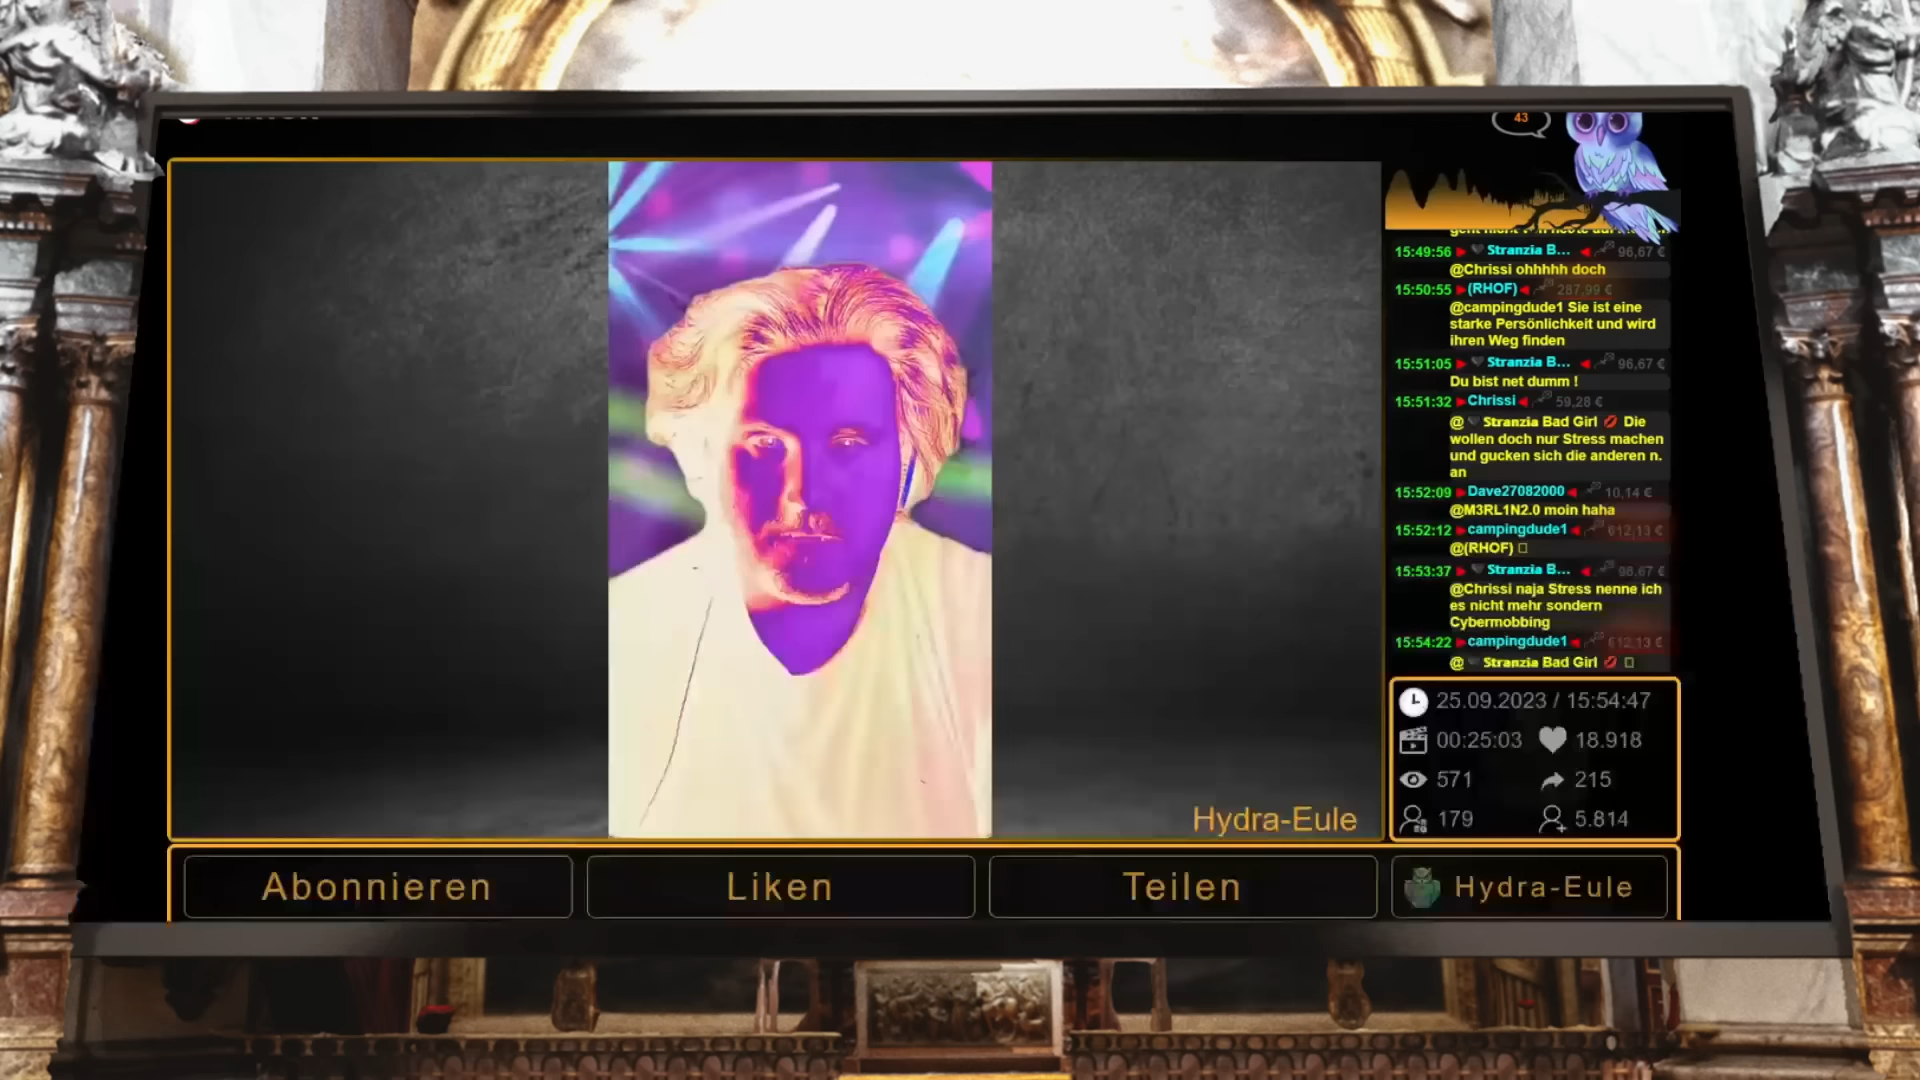 43
15:49:56 Stranzia B... 96,67 €
@Chrissi ohhhhh doch
15:50:55 (RHOF) 287,99 €
@campingdude1 Sie ist eine
starke Persönlichkeit und wird
ihren Weg finden
15:51:05 Stranzia B... 96,67 €
Du bist net dumm !
15:51:32 Chrissi 59,28 €
@ Stranzia Bad Girl 💋 Die
wollen doch nur Stress machen
und gucken sich die anderen n.
an
15:52:09 Dave27082000 10,14 €
@M3RL1N2.0 moin haha
15:52:12 campingdude1 612,13 €
@(RHOF)
15:53:37 Stranzia B... 96,67 €
@Chrissi naja Stress nenne ich
es nicht mehr sondern
Cybermobbing
15:54:22 campingdude1 612,13 €
@ Stranzia Bad Girl 💋
25.09.2023 / 15:54:47
00:25:03 18.918
571 215
179 5.814
Hydra-Eule
Abonnieren
Liken
Teilen
Hydra-Eule